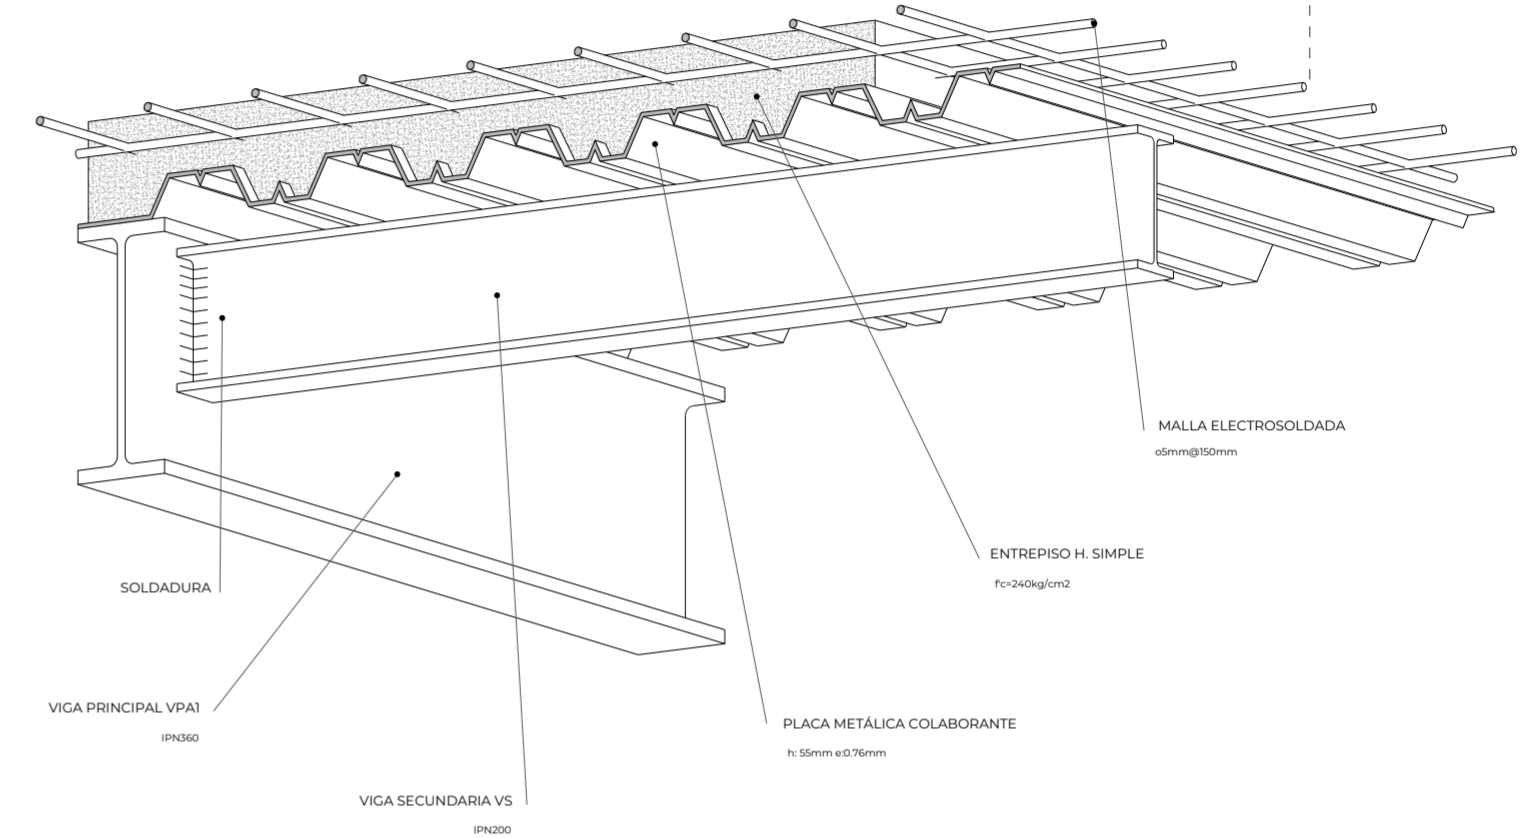 MALLA ELECTROSOLDADA
o5mm@150mm
ENTREPISO H. SIMPLE
f'c=240kg/cm2
SOLDADURA
VIGA PRINCIPAL VPA1
IPN360
PLACA METÁLICA COLABORANTE
h: 55mm e:0.76mm
VIGA SECUNDARIA VS
IPN200